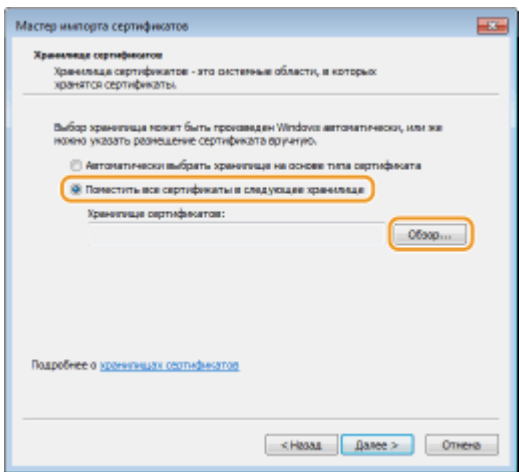 Мастер импорта сертификатов
Хранилище сертификатов
Хранилища сертификатов - это системные области, в которых
хранятся сертификаты.
Выбор хранилища может быть произведен Windows автоматически, или же
можно указать размещение сертификата вручную.
Автоматически выбрать хранилище на основе типа сертификата
Поместить все сертификаты в следующее хранилище
Хранилище сертификатов:
Обзор...
Подробнее о хранилищах сертификатов
< Назад
Далее >
Отмена